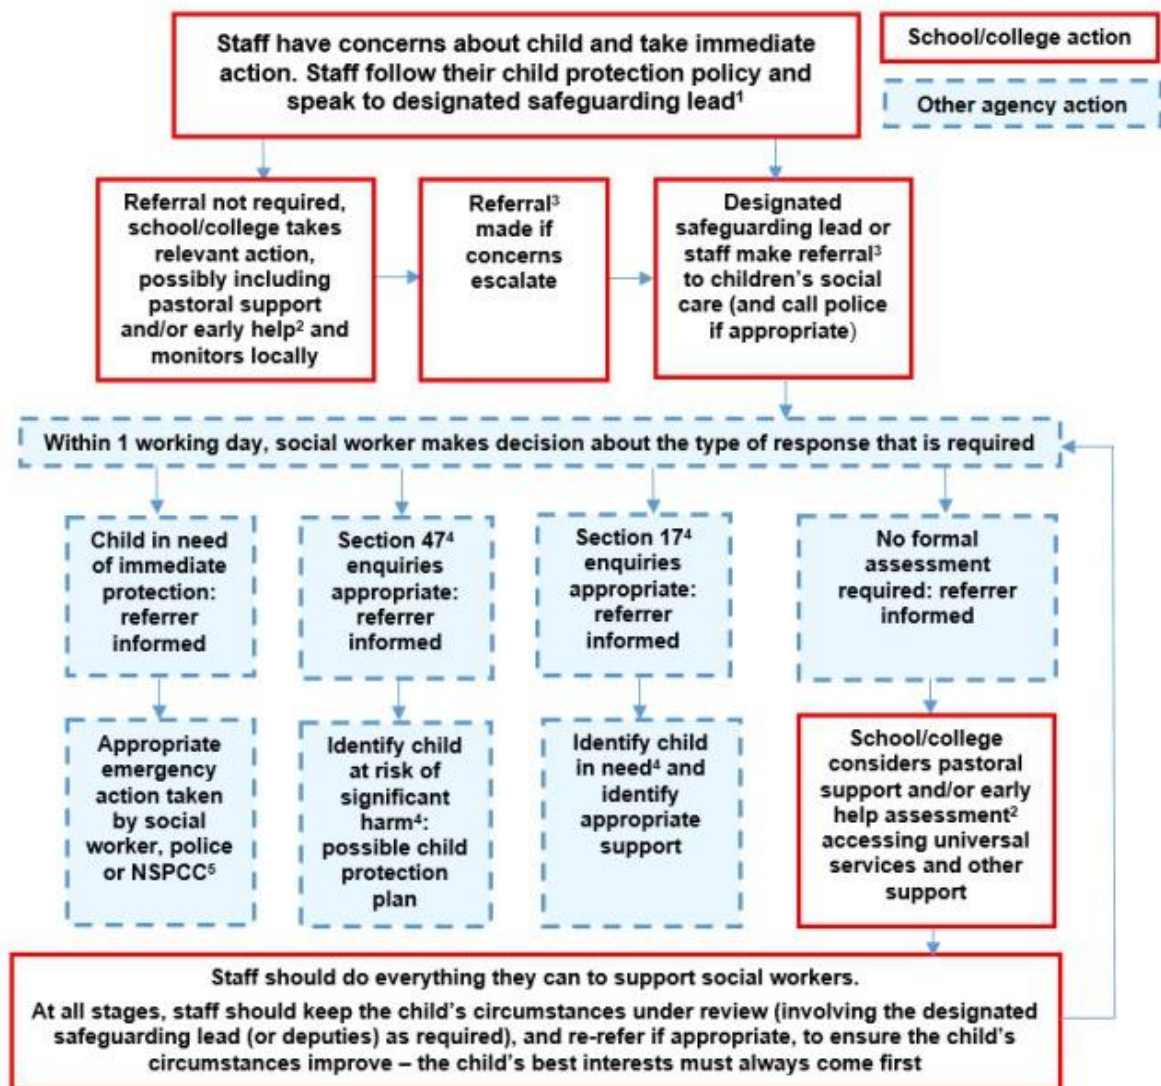 Staff have concerns about child and take immediate
action. Staff follow their child protection policy and
speak to designated safeguarding lead¹
School/college action
Other agency action
Referral not required,
school/college takes
relevant action,
possibly including
pastoral support
and/or early help² and
monitors locally
Referral³
made if
concerns
escalate
Designated
safeguarding lead or
staff make referral³
to children’s social
care (and call police
if appropriate)
Within 1 working day, social worker makes decision about the type of response that is required
Child in need
of immediate
protection:
referrer
informed
Section 47⁴
enquiries
appropriate:
referrer
informed
Section 17⁴
enquiries
appropriate:
referrer
informed
No formal
assessment
required: referrer
informed
Appropriate
emergency
action taken
by social
worker, police
or NSPCC⁵
Identify child
at risk of
significant
harm⁴:
possible child
protection
plan
Identify child
in need⁴ and
identify
appropriate
support
School/college
considers pastoral
support and/or early
help assessment²
accessing universal
services and other
support
Staff should do everything they can to support social workers.
At all stages, staff should keep the child’s circumstances under review (involving the designated
safeguarding lead (or deputies) as required), and re-refer if appropriate, to ensure the child’s
circumstances improve – the child’s best interests must always come first